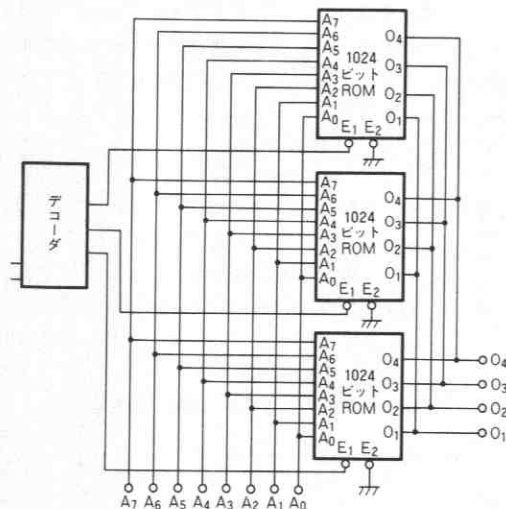 A7
A6
A5
A4
A3
A2
A1
A0
1024
ビット
ROM
O4
O3
O2
O1
E1 E2
デコーダ
A7
A6
A5
A4
A3
A2
A1
A0
1024
ビット
ROM
O4
O3
O2
O1
E1 E2
A7
A6
A5
A4
A3
A2
A1
A0
1024
ビット
ROM
O4
O3
O2
O1
E1 E2
O4
O3
O2
O1
A7 A6 A5 A4 A3 A2 A1 A0